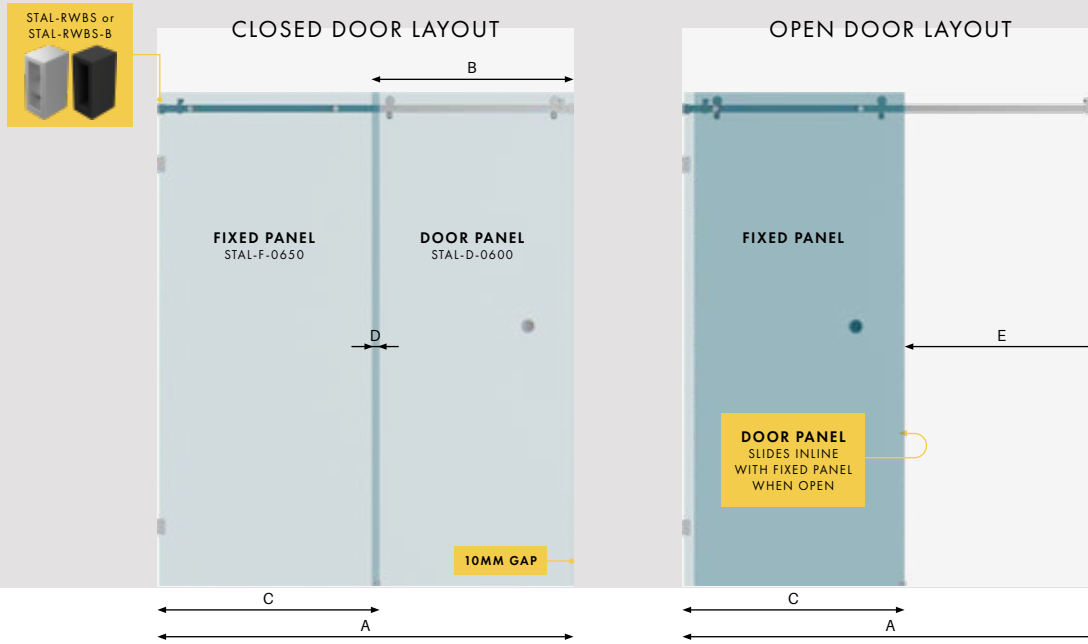 STAL-RWBS or
STAL-RWBS-B
CLOSED DOOR LAYOUT
B
FIXED PANEL
STAL-F-0650
DOOR PANEL
STAL-D-0600
D
10MM GAP
C
A
OPEN DOOR LAYOUT
FIXED PANEL
E
DOOR PANEL
SLIDES INLINE
WITH FIXED PANEL
WHEN OPEN
C
A